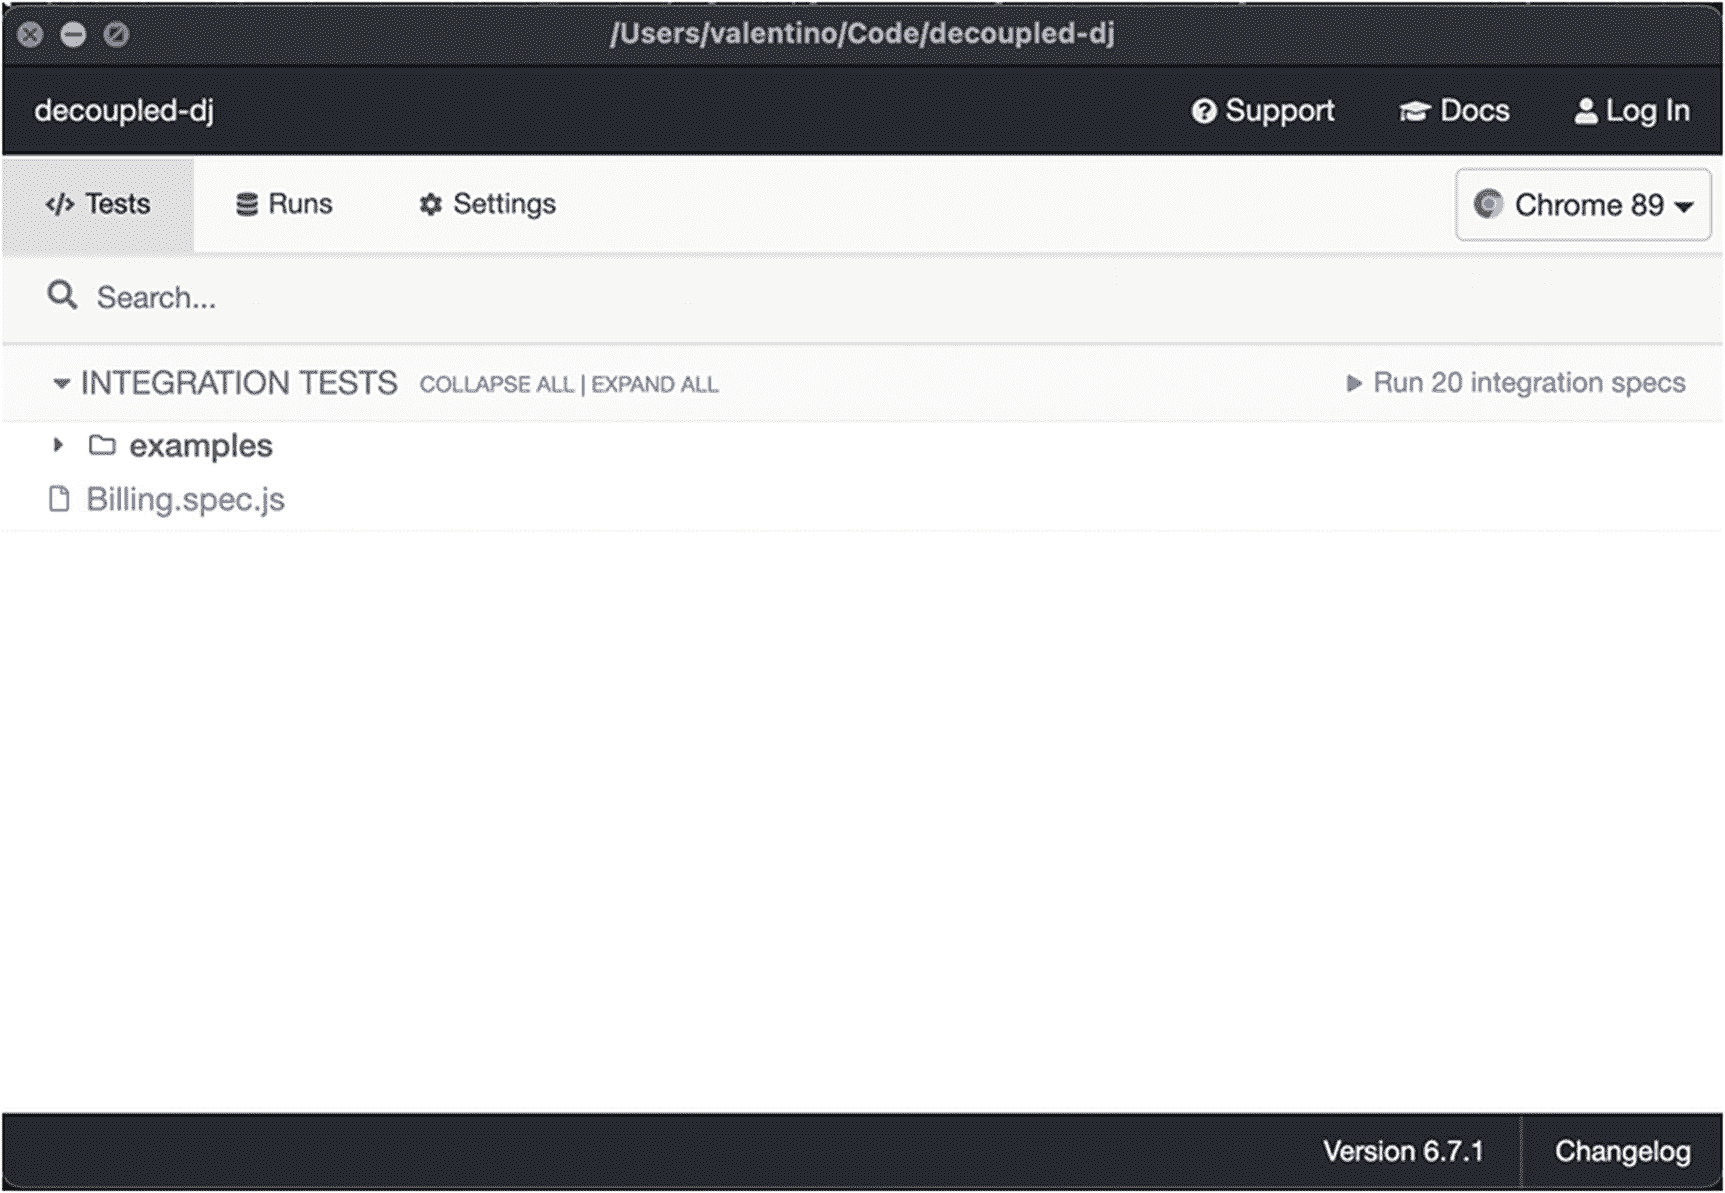 /Users/valentino/Code/decoupled-dj
decoupled-dj Support Docs Log In
Tests Runs Settings Chrome 89
Search...
INTEGRATION TESTS COLLAPSE ALL | EXPAND ALL Run 20 integration specs
examples
Billing.spec.js
Version 6.7.1 Changelog